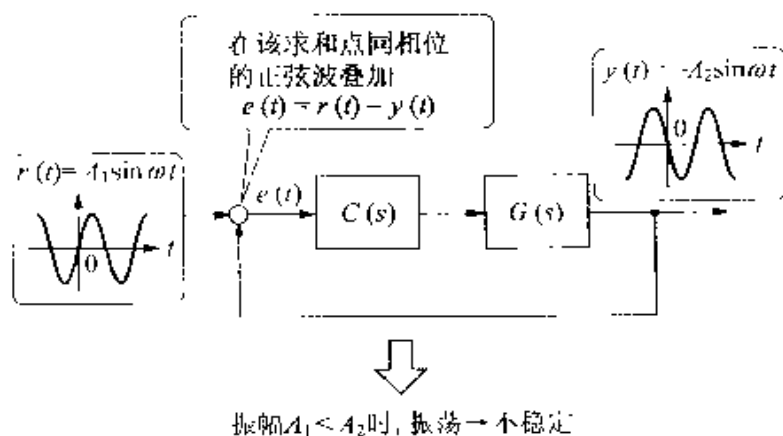 在该求和点同相位
的正弦波叠加
e (t) = r (t) − y (t)
y (t) = -A₂sin ωt
0
t
r (t)= A₁sin ωt
0
t
e (t)
C (s)
G (s)
振幅A₁ < A₂时, 振荡→不稳定